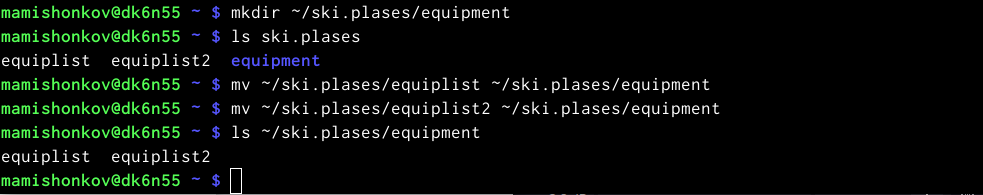 mamishonkov@dk6n55 ~ $ mkdir ~/ski.plases/equipment
mamishonkov@dk6n55 ~ $ ls ski.plases
equiplist  equiplist2  equipment
mamishonkov@dk6n55 ~ $ mv ~/ski.plases/equiplist ~/ski.plases/equipment
mamishonkov@dk6n55 ~ $ mv ~/ski.plases/equiplist2 ~/ski.plases/equipment
mamishonkov@dk6n55 ~ $ ls ~/ski.plases/equipment
equiplist  equiplist2
mamishonkov@dk6n55 ~ $